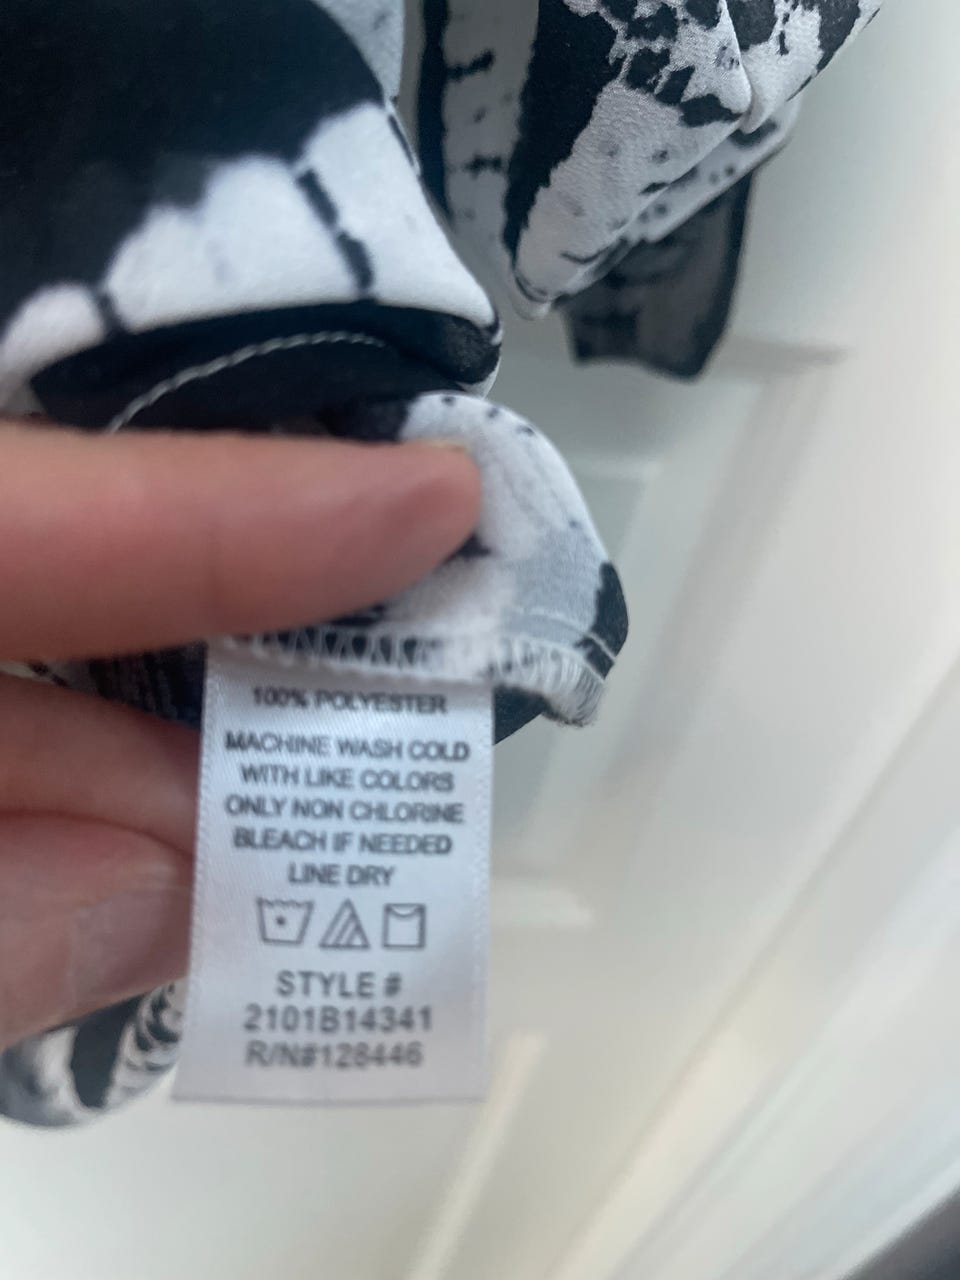 100% POLYESTER
MACHINE WASH COLD
WITH LIKE COLORS
ONLY NON CHLORINE
BLEACH IF NEEDED
LINE DRY
STYLE #
2101B14341
R/N#128446